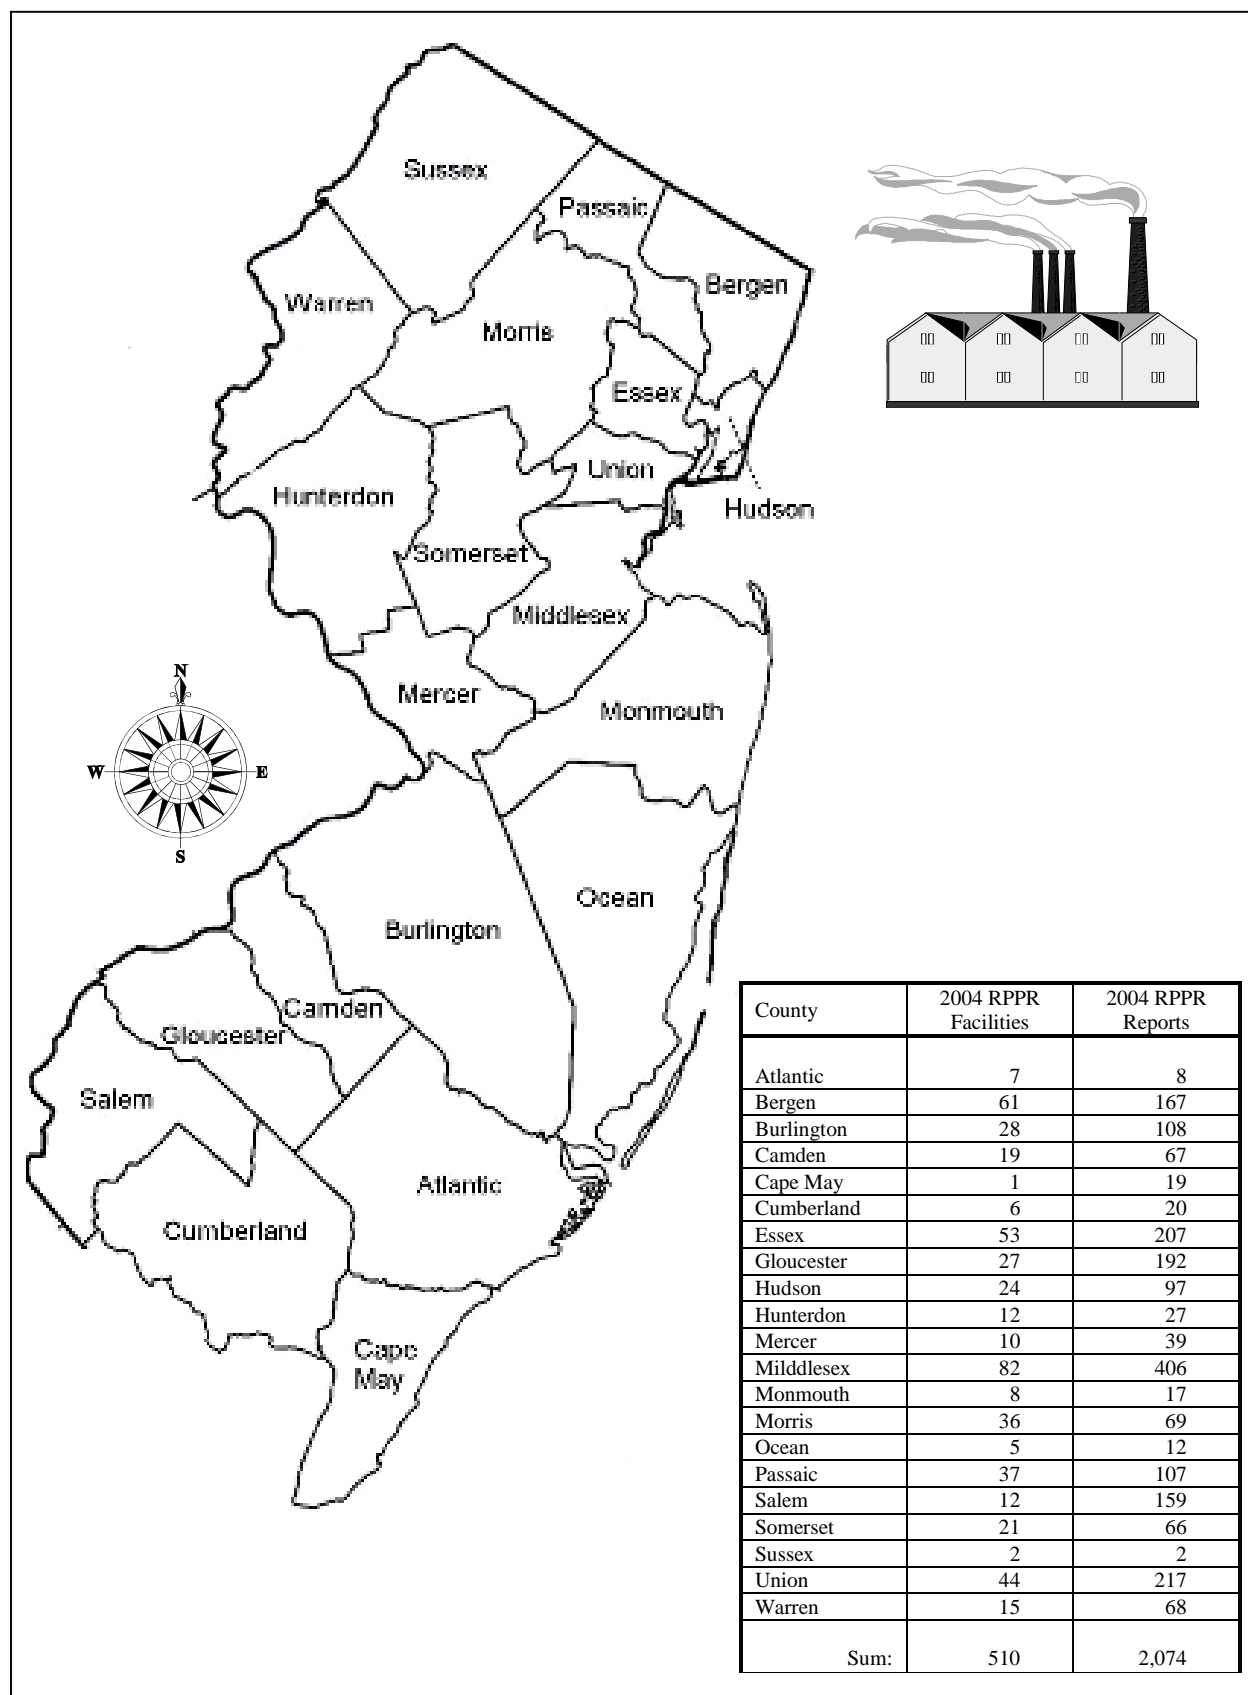 Sussex
Passaic
Bergen
Warren
Morris
Essex
Union
Hunterdon
Hudson
Somerset
Middlesex
N
Mercer
Monmouth
W E
S
Ocean
Burlington
Camden
Gloucester
Salem
Atlantic
Cumberland
Cape
May
County 2004 RPPR Facilities 2004 RPPR Reports
Atlantic 7 8
Bergen 61 167
Burlington 28 108
Camden 19 67
Cape May 1 19
Cumberland 6 20
Essex 53 207
Gloucester 27 192
Hudson 24 97
Hunterdon 12 27
Mercer 10 39
Milddlesex 82 406
Monmouth 8 17
Morris 36 69
Ocean 5 12
Passaic 37 107
Salem 12 159
Somerset 21 66
Sussex 2 2
Union 44 217
Warren 15 68
Sum: 510 2,074